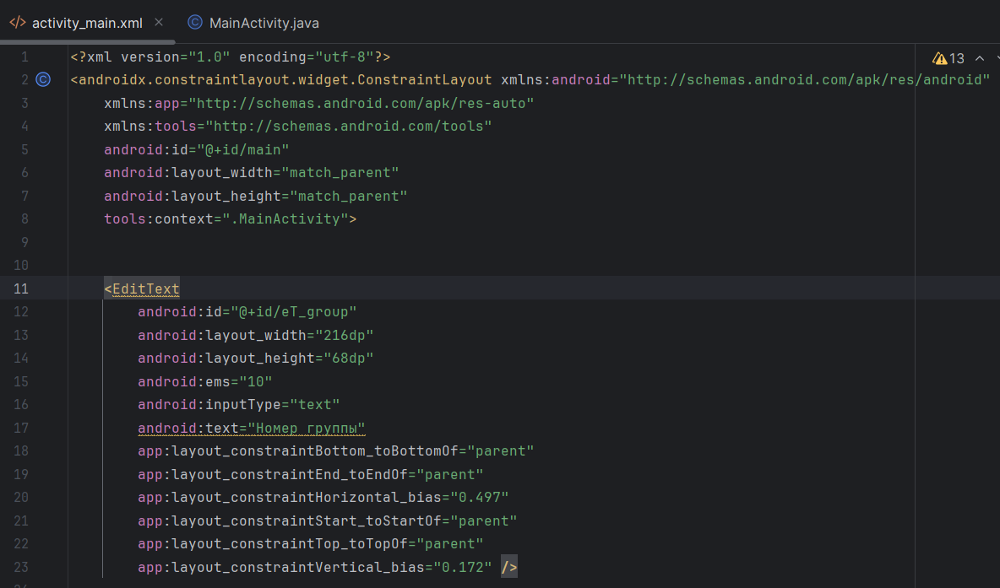 activity_main.xml
MainActivity.java
13
1 <?xml version="1.0" encoding="utf-8"?>
2 <androidx.constraintlayout.widget.ConstraintLayout xmlns:android="http://schemas.android.com/apk/res/android"
3 xmlns:app="http://schemas.android.com/apk/res-auto"
4 xmlns:tools="http://schemas.android.com/tools"
5 android:id="@+id/main"
6 android:layout_width="match_parent"
7 android:layout_height="match_parent"
8 tools:context=".MainActivity">
9
10
11 <EditText
12 android:id="@+id/eT_group"
13 android:layout_width="216dp"
14 android:layout_height="68dp"
15 android:ems="10"
16 android:inputType="text"
17 android:text="Номер группы"
18 app:layout_constraintBottom_toBottomOf="parent"
19 app:layout_constraintEnd_toEndOf="parent"
20 app:layout_constraintHorizontal_bias="0.497"
21 app:layout_constraintStart_toStartOf="parent"
22 app:layout_constraintTop_toTopOf="parent"
23 app:layout_constraintVertical_bias="0.172" />